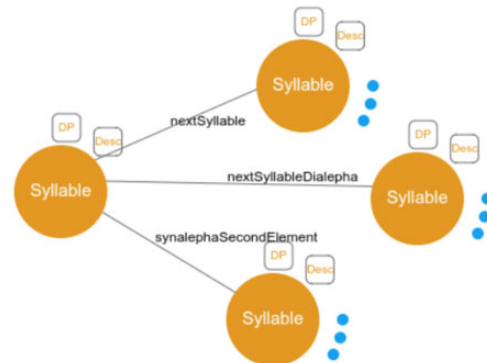 DP
Desc
Syllable
nextSyllable
DP
Desc
Syllable
nextSyllableDialepha
DP
Desc
Syllable
synalephaSecondElement
DP
Desc
Syllable